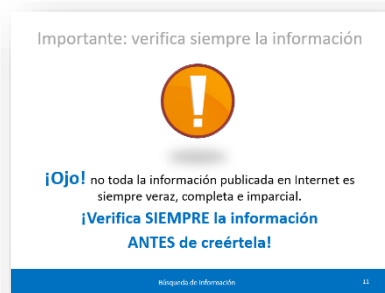 Importante: verifica siempre la información
!
¡Ojo! no toda la información publicada en Internet es
siempre veraz, completa e imparcial.
¡Verifica SIEMPRE la información
ANTES de creértela!
Búsqueda de Información
11